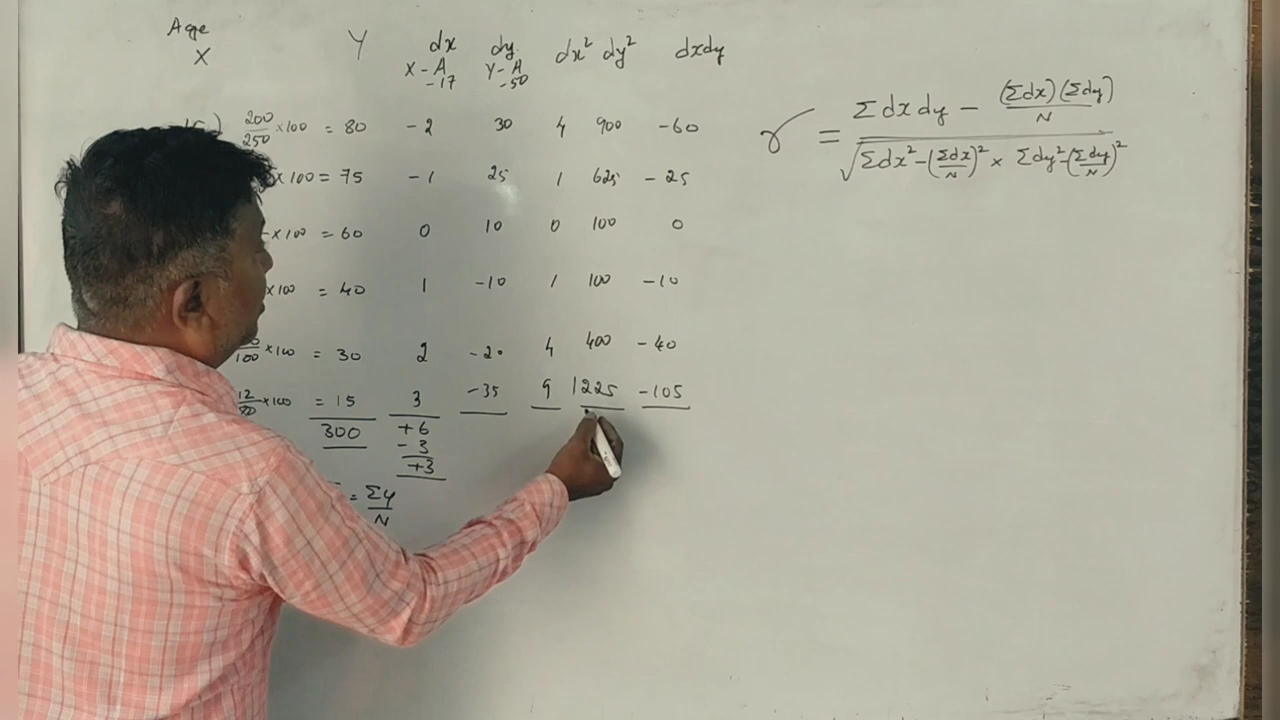 Age
X Y dx dy dx² dy² dxdy
X - A Y - A
-17 -50
200/250 × 100 = 80 -2 30 4 900 -60
× 100 = 75 -1 25 1 625 -25
× 100 = 60 0 10 0 100 0
× 100 = 40 1 -10 1 100 -10
/100 × 100 = 30 2 -20 4 400 -40
12/80 × 100 = 15 3 -35 9 1225 -105
300 +6
-3
+3
= Σy/N
r = (Σdxdy - (Σdx)(Σdy)/N) / √(Σdx² - (Σdx/N)² × Σdy² - (Σdy/N)²)